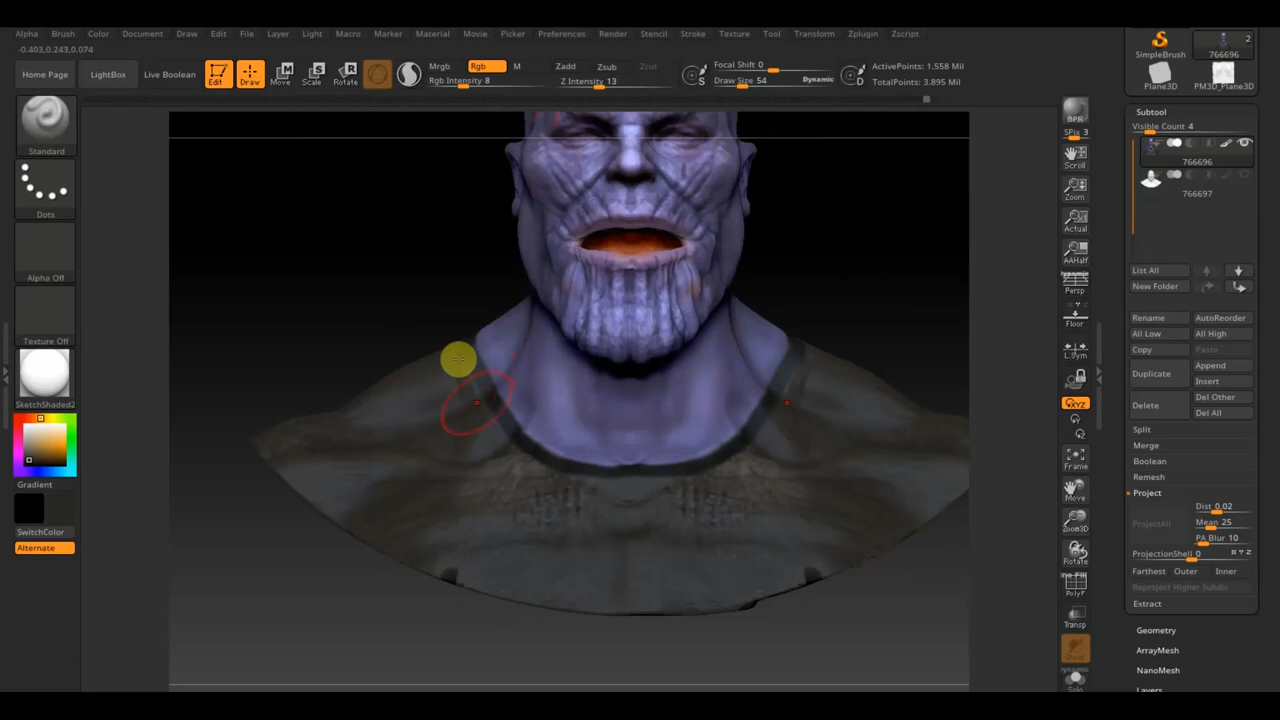 Alpha Brush Color Document Draw Edit File Layer Light Macro Marker Material Movie Picker Preferences Render Stencil Stroke Texture Tool Transform Zplugin Zscript
-0.403,0.243,0.074
Home Page LightBox Live Boolean Edit Draw Move Scale Rotate
Mrgb Rgb M Zadd Zsub Zcut
Rgb Intensity 8 Z Intensity 13
Focal Shift 0
Draw Size 54 Dynamic
ActivePoints: 1.558 Mil
TotalPoints: 3.895 Mil
Standard
Dots
Alpha Off
Texture Off
SketchShaded2
Gradient
SwitchColor
Alternate
BPR
SPix 3
Scroll
Zoom
Actual
AAHalf
Dynamic
Persp
Floor
L.Sym
XYZ
Y
Z
Frame
Move
Zoom3D
Rotate
PolyF
Transp
Dynamic
Solo
SimpleBrush
2
766696
Plane3D PM3D_Plane3D
Subtool
Visible Count 4
766696
766697
List All
New Folder
Rename AutoReorder
All Low All High
Copy Paste
Duplicate Append
Insert
Delete Del Other
Del All
Split
Merge
Boolean
Remesh
Project
ProjectAll Dist 0.02
Mean 25
PA Blur 10
ProjectionShell 0
Farthest Outer Inner
Reproject Higher Subdiv
Extract
Geometry
ArrayMesh
NanoMesh
Layers